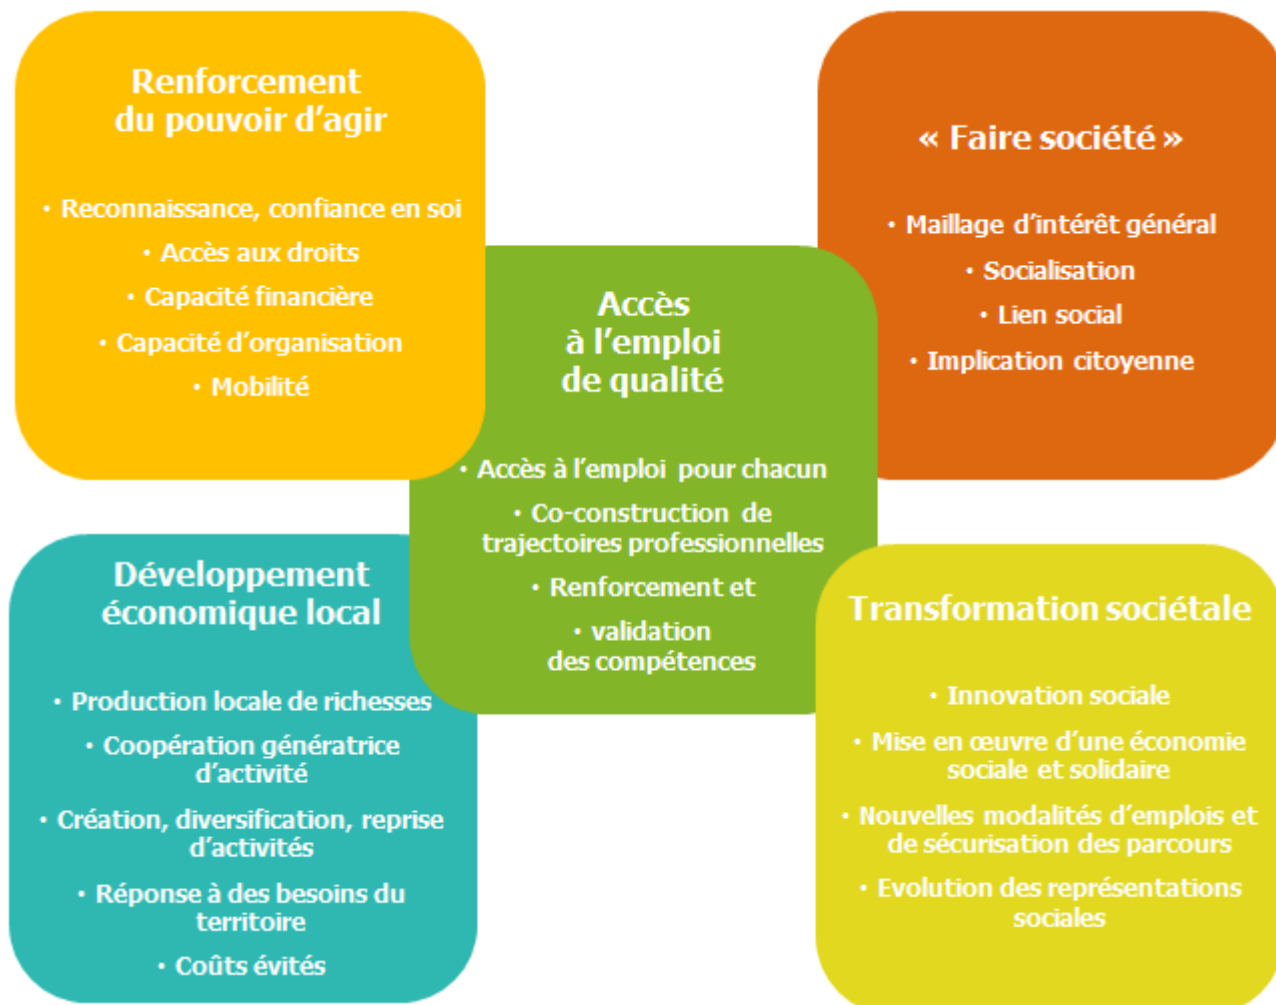 Renforcement
du pouvoir d'agir
• Reconnaissance, confiance en soi
• Accès aux droits
• Capacité financière
• Capacité d'organisation
• Mobilité
« Faire société »
• Maillage d'intérêt général
• Socialisation
• Lien social
• Implication citoyenne
Accès
à l'emploi
de qualité
• Accès à l'emploi pour chacun
• Co-construction de
trajectoires professionnelles
• Renforcement et
• validation
des compétences
Développement
économique local
• Production locale de richesses
• Coopération génératrice
d'activité
• Création, diversification, reprise
d'activités
• Réponse à des besoins du
territoire
• Coûts évités
Transformation sociétale
• Innovation sociale
• Mise en œuvre d'une économie
sociale et solidaire
• Nouvelles modalités d'emplois et
de sécurisation des parcours
• Evolution des représentations
sociales